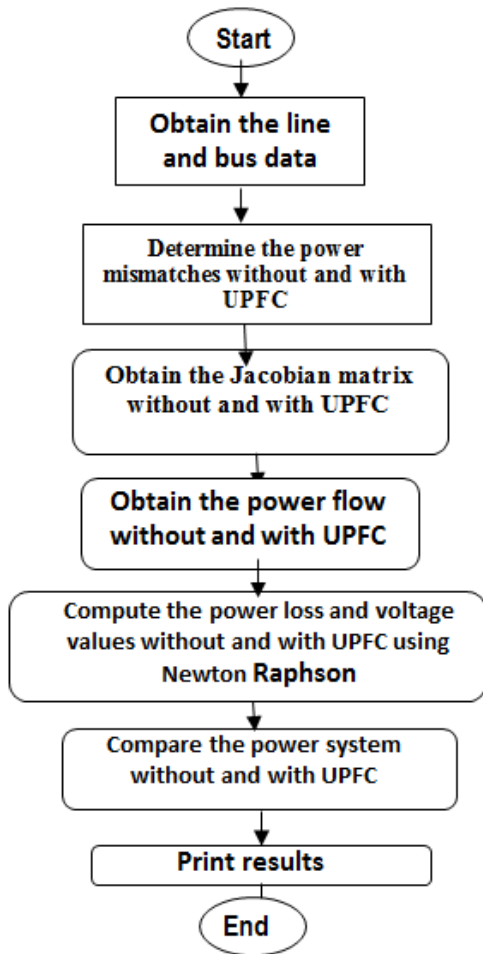 Start
Obtain the line
and bus data
Determine the power
mismatches without and with
UPFC
Obtain the Jacobian matrix
without and with UPFC
Obtain the power flow
without and with UPFC
Compute the power loss and voltage
values without and with UPFC using
Newton Raphson
Compare the power system
without and with UPFC
Print results
End